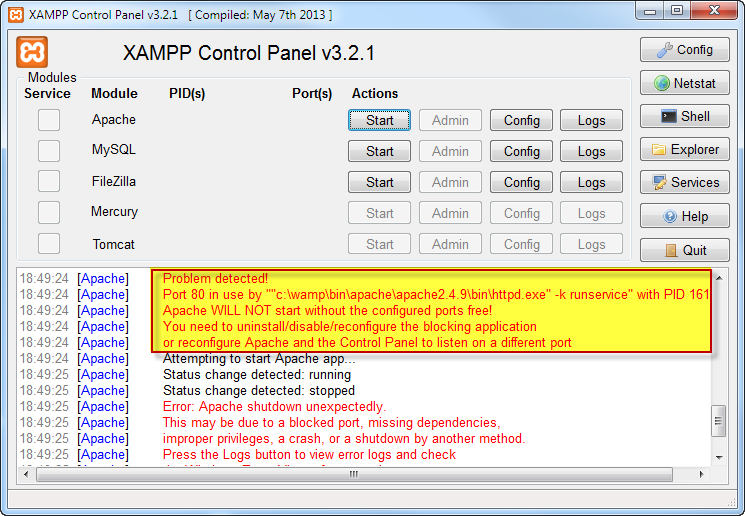 XAMPP Control Panel v3.2.1 [ Compiled: May 7th 2013 ]
XAMPP Control Panel v3.2.1
Modules
Service Module PID(s) Port(s) Actions
Apache Start Admin Config Logs
MySQL Start Admin Config Logs
FileZilla Start Admin Config Logs
Mercury Start Admin Config Logs
Tomcat Start Admin Config Logs
Config
Netstat
Shell
Explorer
Services
Help
Quit
18:49:24 [Apache] Problem detected!
18:49:24 [Apache] Port 80 in use by ""c:\wamp\bin\apache\apache2.4.9\bin\httpd.exe" -k runservice" with PID 161
18:49:24 [Apache] Apache WILL NOT start without the configured ports free!
18:49:24 [Apache] You need to uninstall/disable/reconfigure the blocking application
18:49:24 [Apache] or reconfigure Apache and the Control Panel to listen on a different port
18:49:24 [Apache] Attempting to start Apache app...
18:49:25 [Apache] Status change detected: running
18:49:25 [Apache] Status change detected: stopped
18:49:25 [Apache] Error: Apache shutdown unexpectedly.
18:49:25 [Apache] This may be due to a blocked port, missing dependencies,
18:49:25 [Apache] improper privileges, a crash, or a shutdown by another method.
18:49:25 [Apache] Press the Logs button to view error logs and check